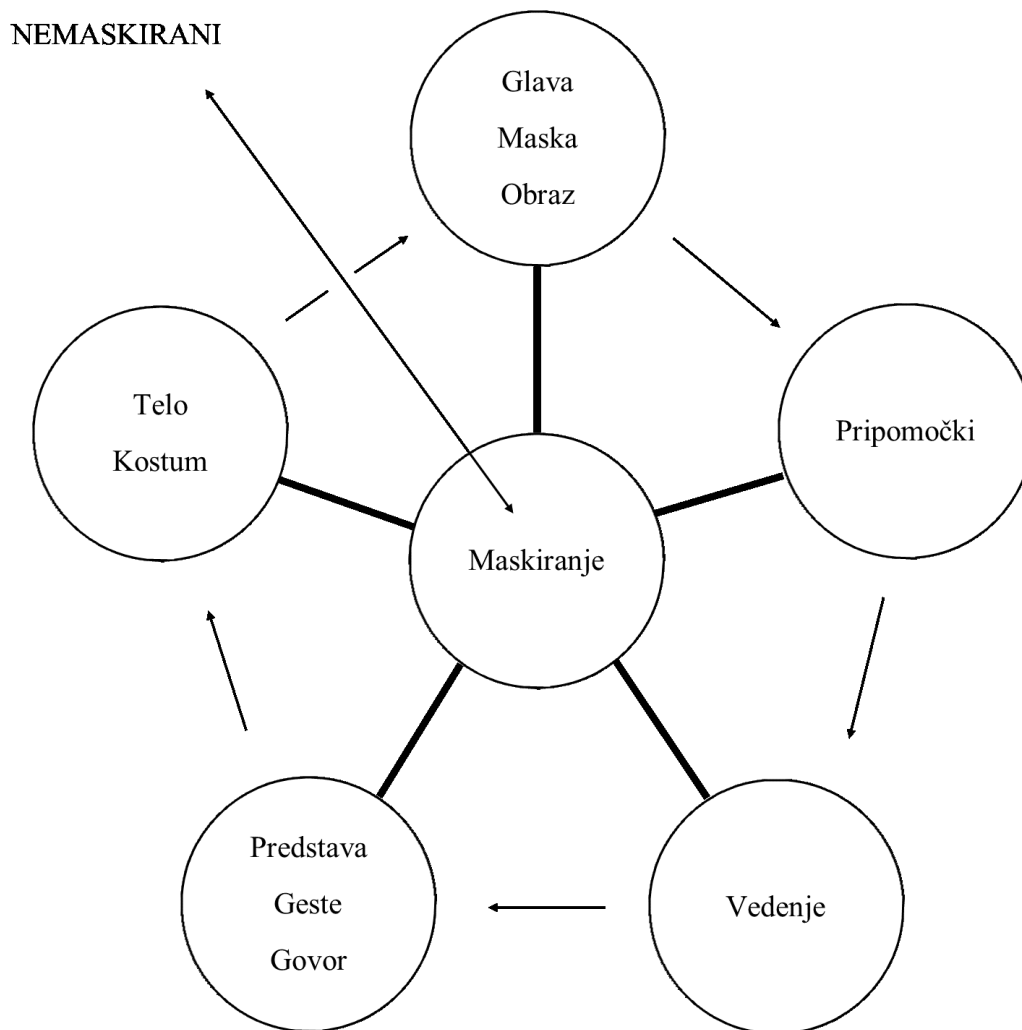 NEMASKIRANI
Glava
Maska
Obraz
Telo
Kostum
Pripomočki
Maskiranje
Predstava
Geste
Govor
Vedenje